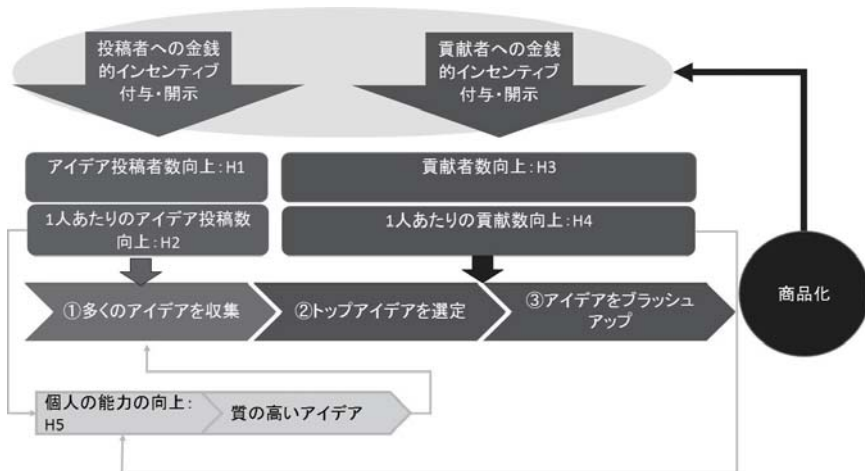 投稿者への金銭
的インセンティブ
付与・開示
貢献者への金銭
的インセンティブ
付与・開示
アイデア投稿者数向上:H1
貢献者数向上:H3
1人あたりのアイデア投稿数
向上:H2
1人あたりの貢献数向上:H4
①多くのアイデアを収集
②トップアイデアを選定
③アイデアをブラッシュ
アップ
商品化
個人の能力の向上:
H5
質の高いアイデア